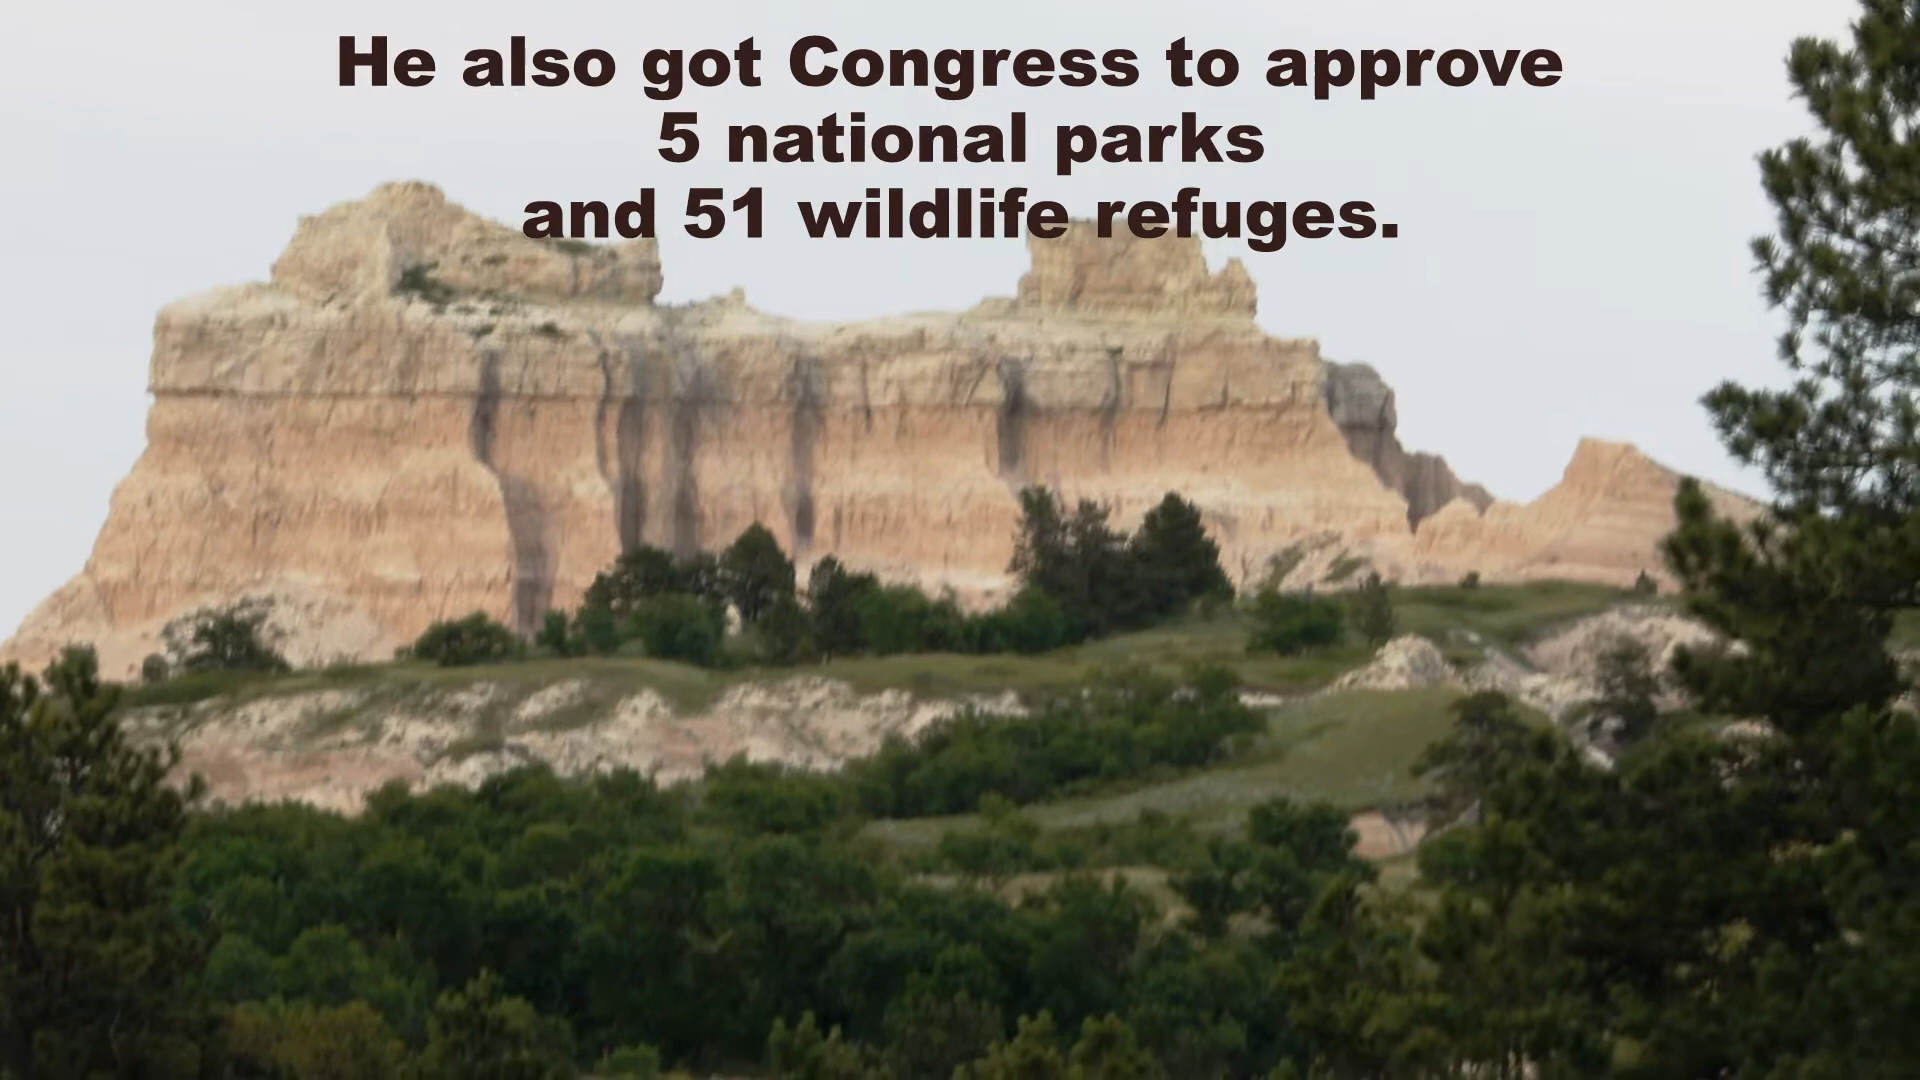 He also got Congress to approve
5 national parks
and 51 wildlife refuges.